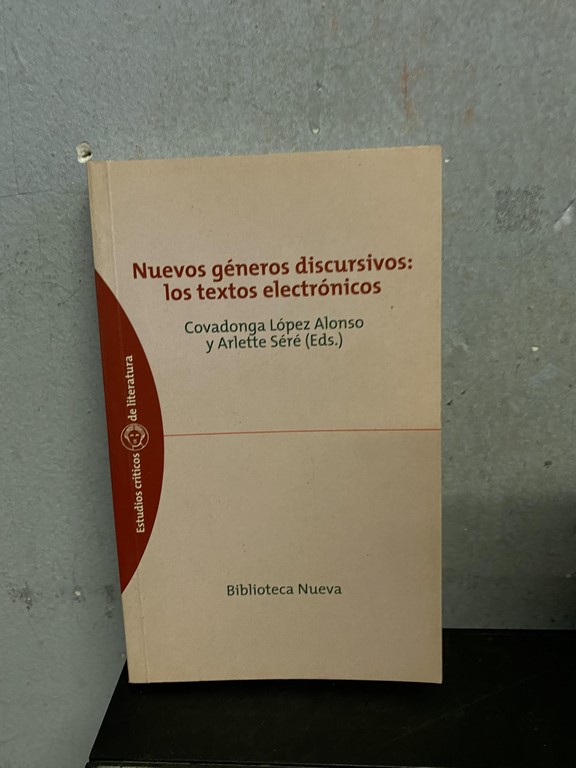 Nuevos géneros discursivos:
los textos electrónicos
Covadonga López Alonso
y Arlette Séré (Eds.)
Estudios críticos de literatura
Biblioteca Nueva